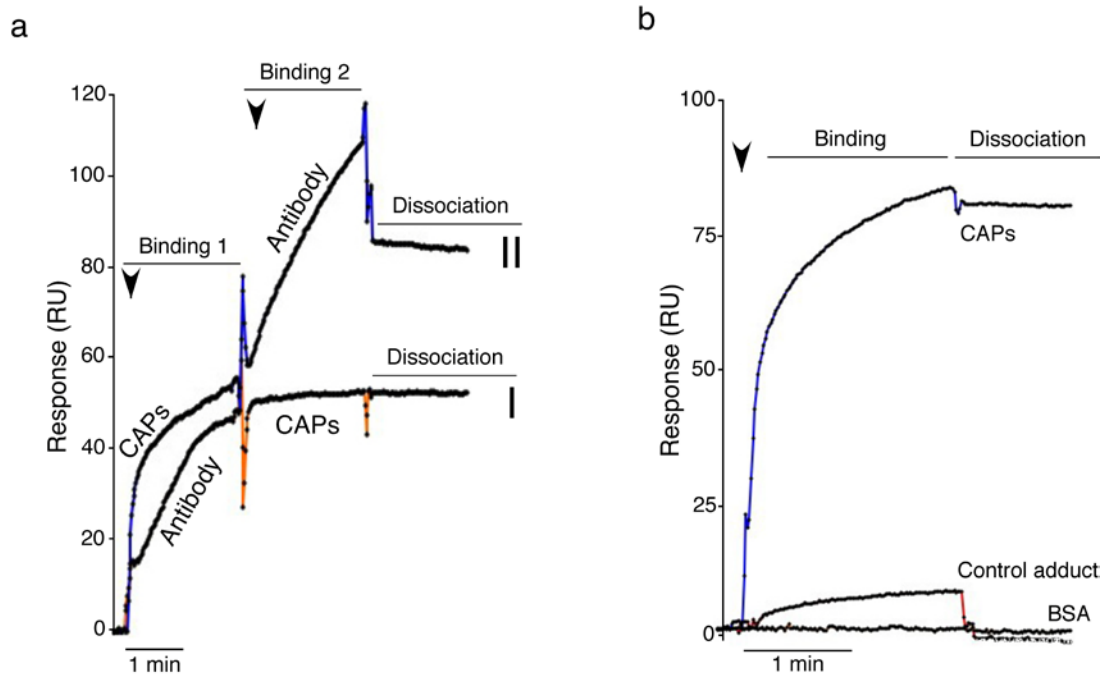 a
Binding 2
120
100
Antibody
Dissociation
II
Binding 1
80
Response (RU)
60
Dissociation
I
CAPs
CAPs
40
Antibody
20
0
1 min
b
100
Binding
Dissociation
75
CAPs
Response (RU)
50
25
Control adduct
BSA
0
1 min